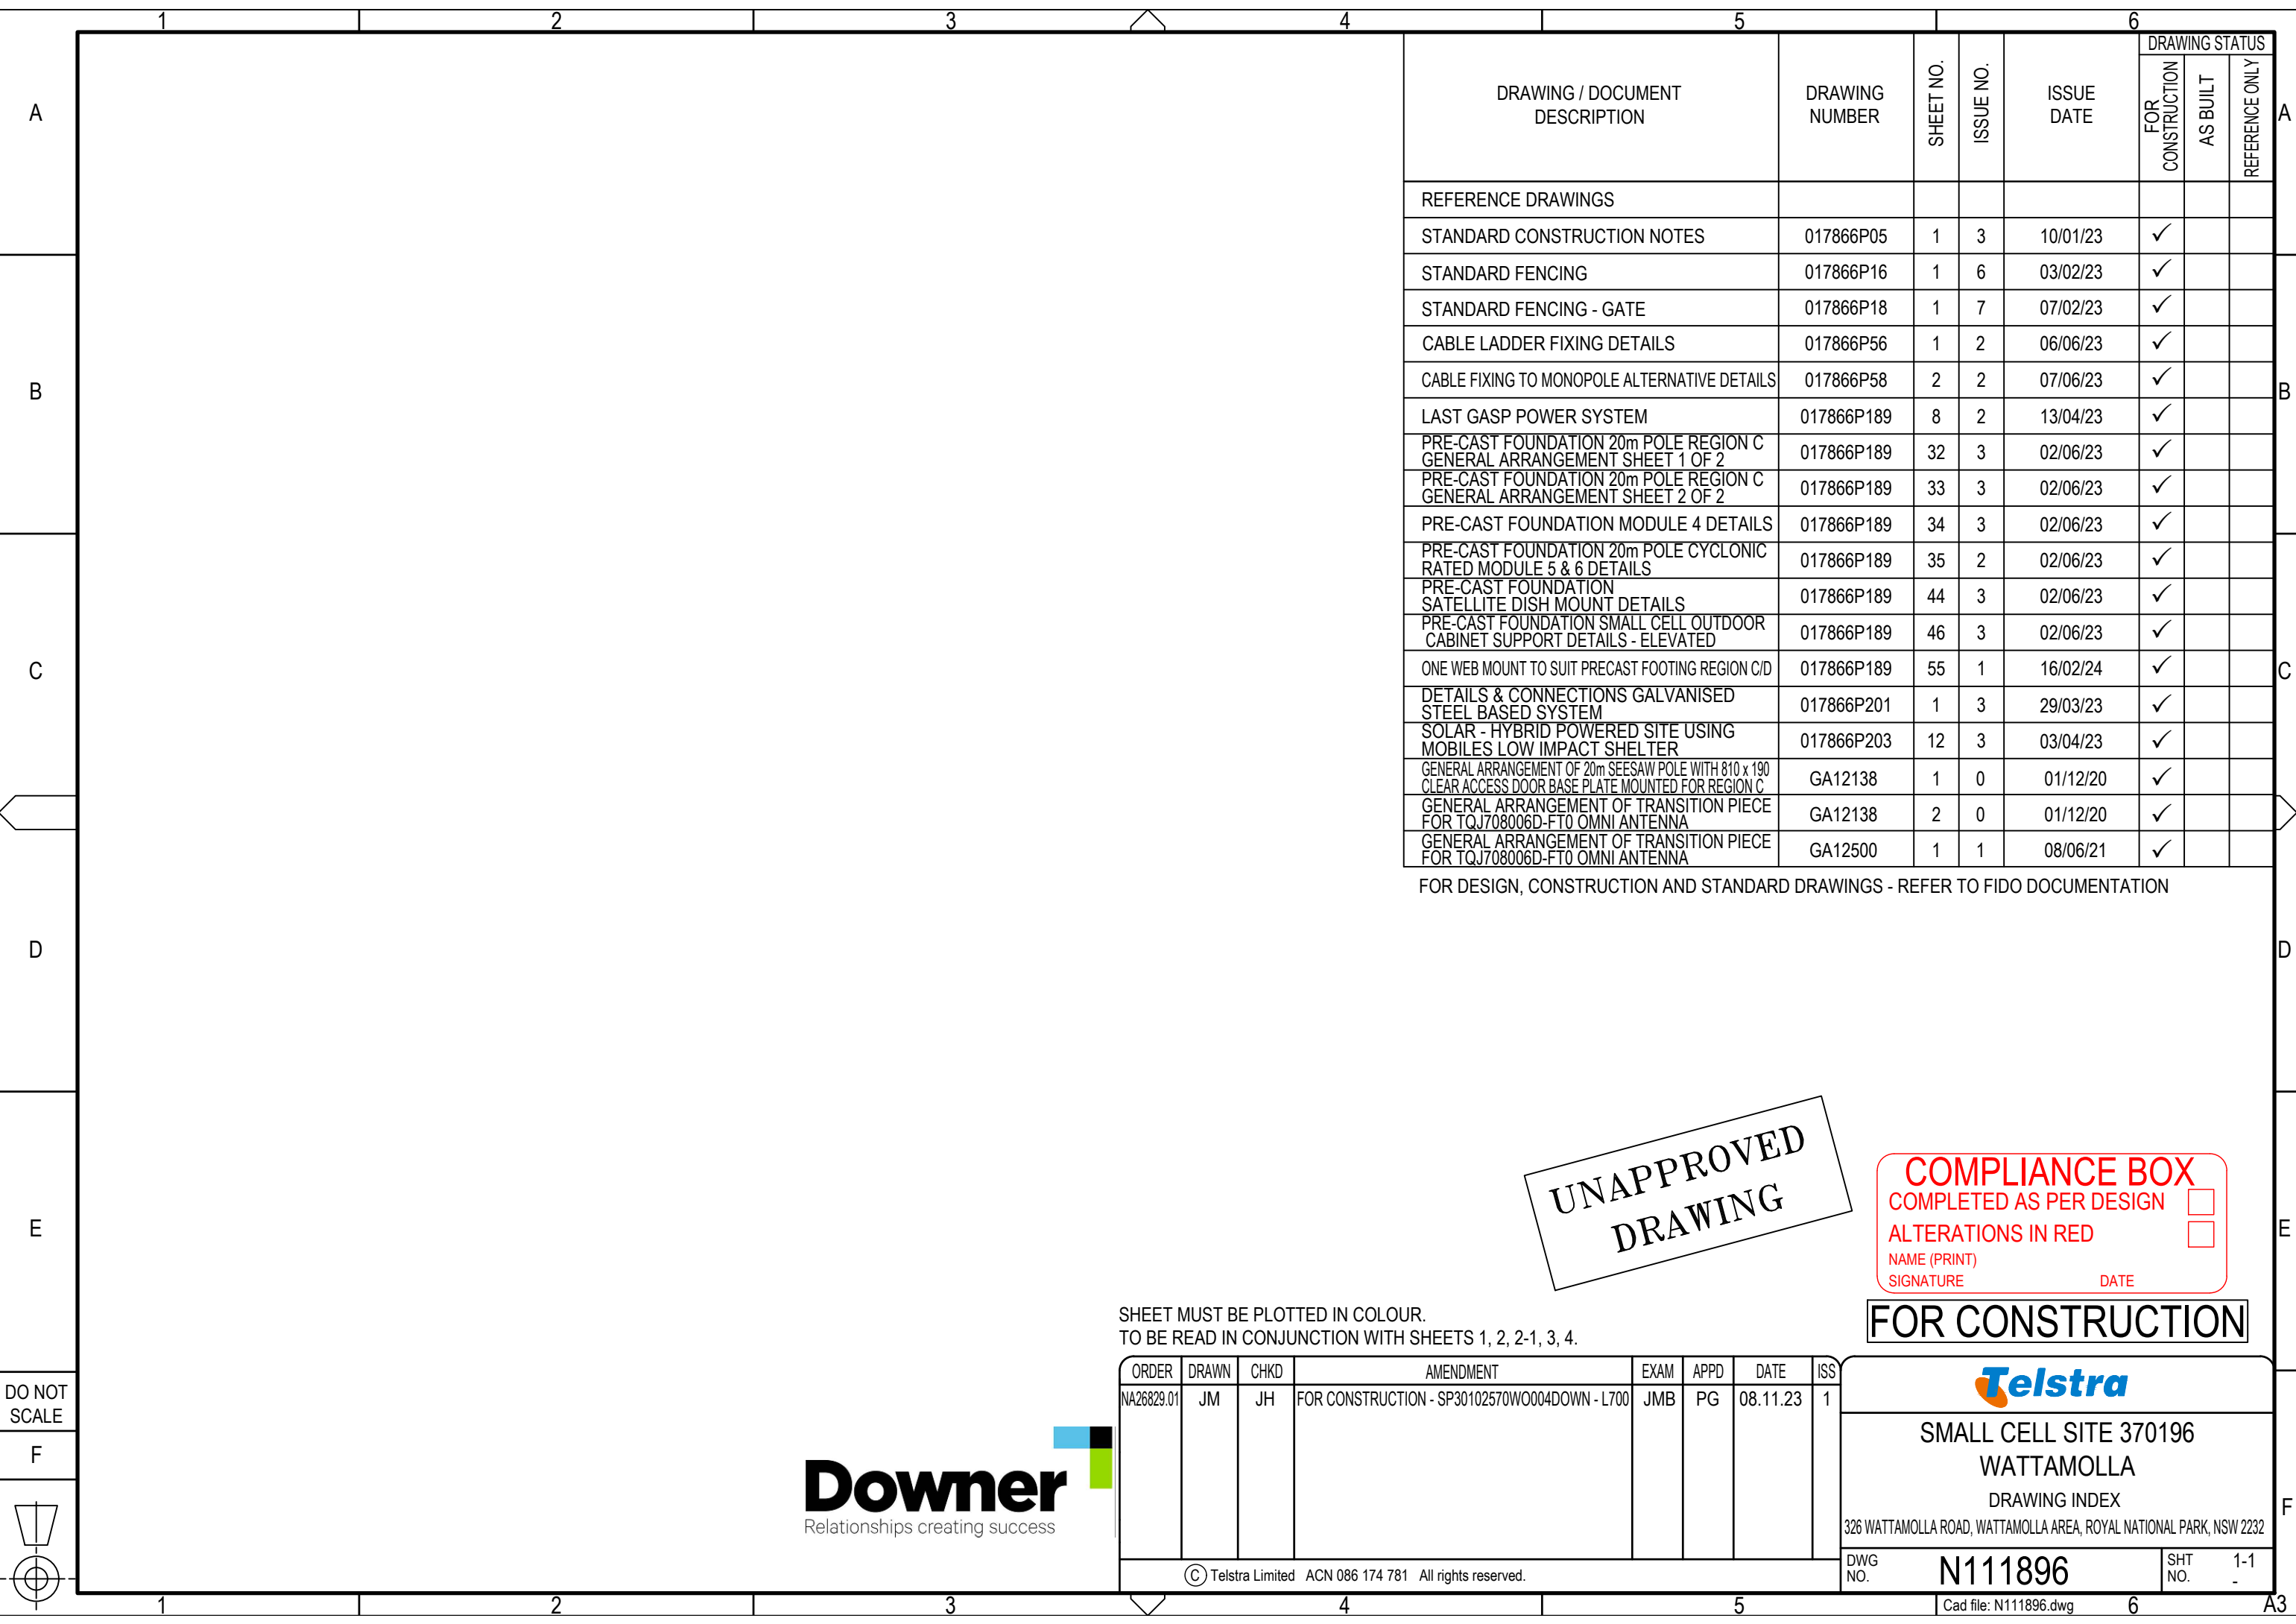 1 2 3 4 5 6
A
B
C
D
E
DO NOT
SCALE
F
DRAWING / DOCUMENT
DESCRIPTION
DRAWING
NUMBER
SHEET NO.
ISSUE NO.
ISSUE
DATE
DRAWING STATUS
FOR
CONSTRUCTION
AS BUILT
REFERENCE ONLY
REFERENCE DRAWINGS
STANDARD CONSTRUCTION NOTES 017866P05 1 3 10/01/23 ✓
STANDARD FENCING 017866P16 1 6 03/02/23 ✓
STANDARD FENCING - GATE 017866P18 1 7 07/02/23 ✓
CABLE LADDER FIXING DETAILS 017866P56 1 2 06/06/23 ✓
CABLE FIXING TO MONOPOLE ALTERNATIVE DETAILS 017866P58 2 2 07/06/23 ✓
LAST GASP POWER SYSTEM 017866P189 8 2 13/04/23 ✓
PRE-CAST FOUNDATION 20m POLE REGION C
GENERAL ARRANGEMENT SHEET 1 OF 2 017866P189 32 3 02/06/23 ✓
PRE-CAST FOUNDATION 20m POLE REGION C
GENERAL ARRANGEMENT SHEET 2 OF 2 017866P189 33 3 02/06/23 ✓
PRE-CAST FOUNDATION MODULE 4 DETAILS 017866P189 34 3 02/06/23 ✓
PRE-CAST FOUNDATION 20m POLE CYCLONIC
RATED MODULE 5 & 6 DETAILS 017866P189 35 2 02/06/23 ✓
PRE-CAST FOUNDATION
SATELLITE DISH MOUNT DETAILS 017866P189 44 3 02/06/23 ✓
PRE-CAST FOUNDATION SMALL CELL OUTDOOR
CABINET SUPPORT DETAILS - ELEVATED 017866P189 46 3 02/06/23 ✓
ONE WEB MOUNT TO SUIT PRECAST FOOTING REGION C/D 017866P189 55 1 16/02/24 ✓
DETAILS & CONNECTIONS GALVANISED
STEEL BASED SYSTEM 017866P201 1 3 29/03/23 ✓
SOLAR - HYBRID POWERED SITE USING
MOBILES LOW IMPACT SHELTER 017866P203 12 3 03/04/23 ✓
GENERAL ARRANGEMENT OF 20m SEESAW POLE WITH 810 x 190
CLEAR ACCESS DOOR BASE PLATE MOUNTED FOR REGION C GA12138 1 0 01/12/20 ✓
GENERAL ARRANGEMENT OF TRANSITION PIECE
FOR TQJ708006D-FT0 OMNI ANTENNA GA12138 2 0 01/12/20 ✓
GENERAL ARRANGEMENT OF TRANSITION PIECE
FOR TQJ708006D-FT0 OMNI ANTENNA GA12500 1 1 08/06/21 ✓
FOR DESIGN, CONSTRUCTION AND STANDARD DRAWINGS - REFER TO FIDO DOCUMENTATION
UNAPPROVED
DRAWING
COMPLIANCE BOX
COMPLETED AS PER DESIGN
ALTERATIONS IN RED
NAME (PRINT)
SIGNATURE DATE
FOR CONSTRUCTION
SHEET MUST BE PLOTTED IN COLOUR.
TO BE READ IN CONJUNCTION WITH SHEETS 1, 2, 2-1, 3, 4.
ORDER DRAWN CHKD AMENDMENT EXAM APPD DATE ISS
NA26829.01 JM JH FOR CONSTRUCTION - SP30102570WO004DOWN - L700 JMB PG 08.11.23 1
Downer
Relationships creating success
© Telstra Limited ACN 086 174 781 All rights reserved.
Telstra
SMALL CELL SITE 370196
WATTAMOLLA
DRAWING INDEX
326 WATTAMOLLA ROAD, WATTAMOLLA AREA, ROYAL NATIONAL PARK, NSW 2232
DWG
NO.
N111896
SHT
NO.
1-1
-
Cad file: N111896.dwg
A
B
C
D
E
F
1 2 3 4 5 6 A3